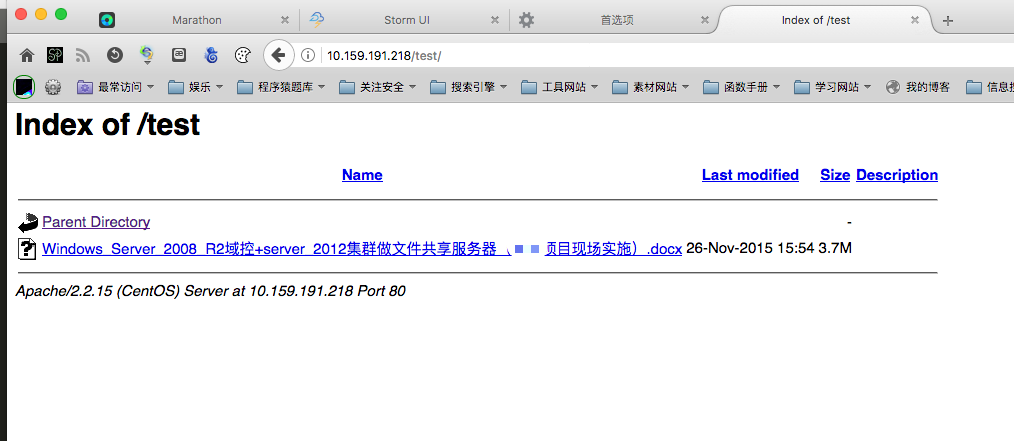 Marathon
Storm UI
首选项
Index of /test
10.159.191.218/test/
最常访问
娱乐
程序猿题库
关注安全
搜索引擎
工具网站
素材网站
函数手册
学习网站
我的博客
Index of /test
Name Last modified Size Description
Parent Directory -
Windows_Server_2008_R2域控+server_2012集群做文件共享服务器（ 项目现场实施）.docx 26-Nov-2015 15:54 3.7M
Apache/2.2.15 (CentOS) Server at 10.159.191.218 Port 80